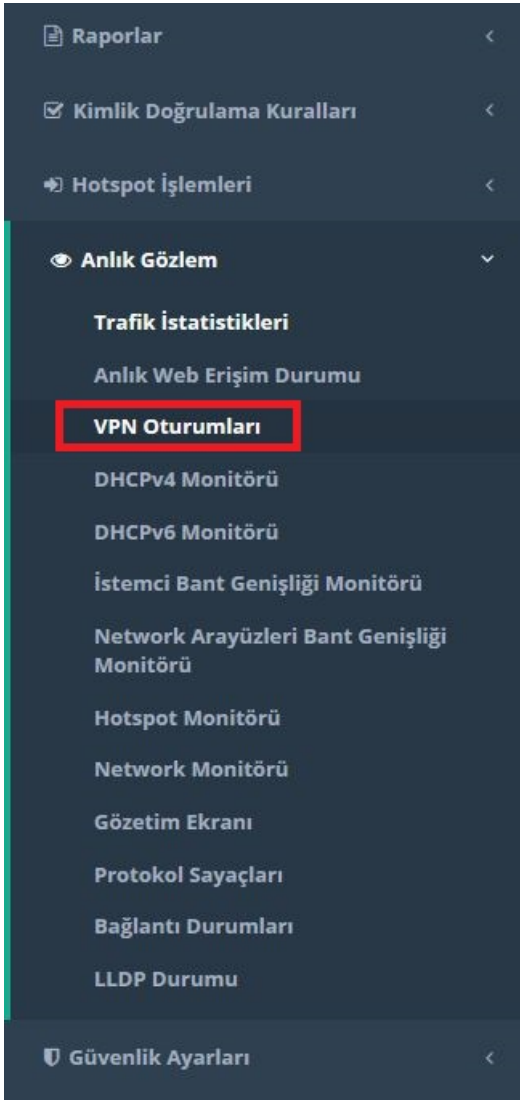 Raporlar
Kimlik Doğrulama Kuralları
Hotspot İşlemleri
Anlık Gözlem
Trafik İstatistikleri
Anlık Web Erişim Durumu
VPN Oturumları
DHCPv4 Monitörü
DHCPv6 Monitörü
İstemci Bant Genişliği Monitörü
Network Arayüzleri Bant Genişliği
Monitörü
Hotspot Monitörü
Network Monitörü
Gözetim Ekranı
Protokol Sayaçları
Bağlantı Durumları
LLDP Durumu
Güvenlik Ayarları